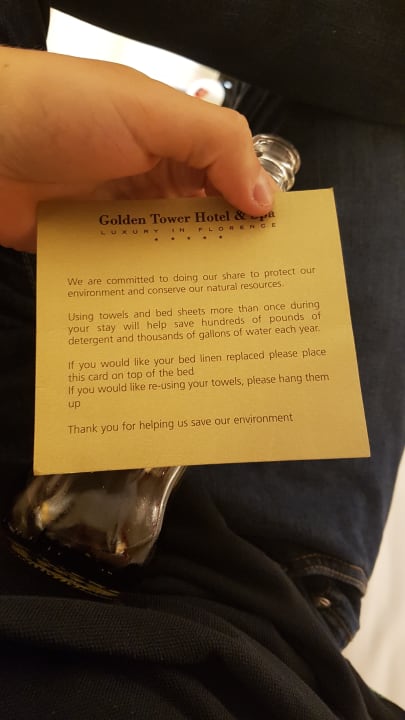 Golden Tower Hotel & Spa
LUXURY IN FLORENCE
We are committed to doing our share to protect our
environment and conserve our natural resources.
Using towels and bed sheets more than once during
your stay will help save hundreds of pounds of
detergent and thousands of gallons of water each year.
If you would like your bed linen replaced please place
this card on top of the bed
If you would like re-using your towels, please hang them
up
Thank you for helping us save our environment